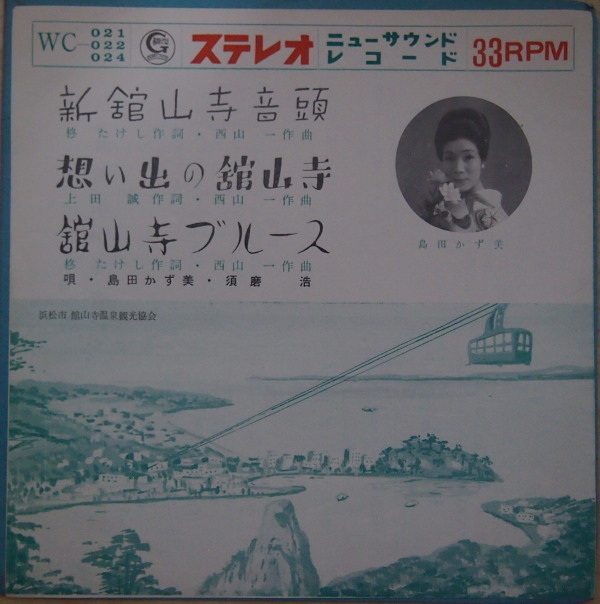 WC-021
-022
024
G
ステレオ
ニューサウンド
レコード
33RPM
新舘山寺音頭
柊 たけし作詞・西山 一作曲
想い出の舘山寺
上田 誠作詞・西山 一作曲
舘山寺ブルース
柊 たけし作詞・西山 一作曲
唄・島田かず美・須磨 浩
島田かず美
浜松市 舘山寺温泉観光協会